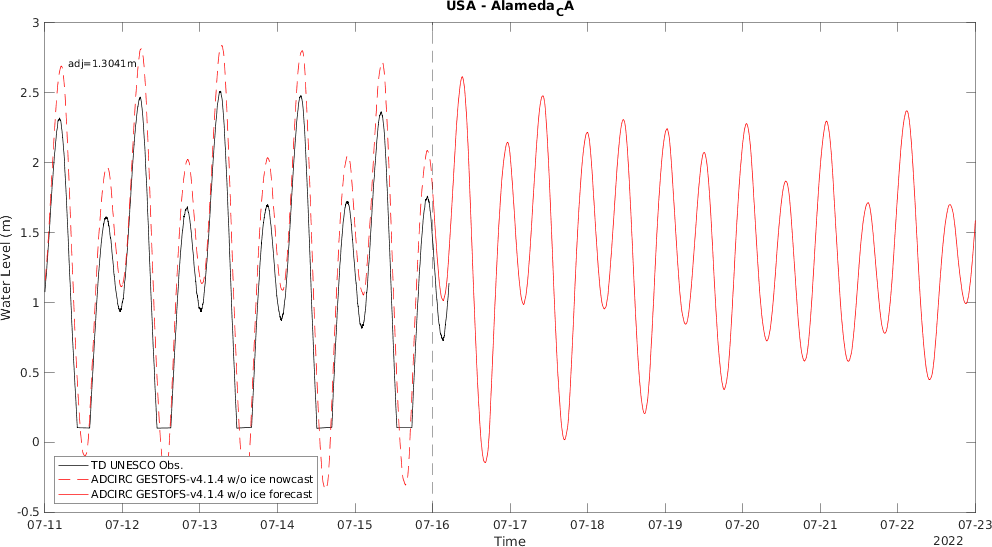 USA - Alameda_CA
adj=1.3041m
3
2.5
2
1.5
1
0.5
0
-0.5
Water Level (m)
TD UNESCO Obs.
ADCIRC GESTOFS-v4.1.4 w/o ice nowcast
ADCIRC GESTOFS-v4.1.4 w/o ice forecast
07-11 07-12 07-13 07-14 07-15 07-16 07-17 07-18 07-19 07-20 07-21 07-22 07-23
Time
2022